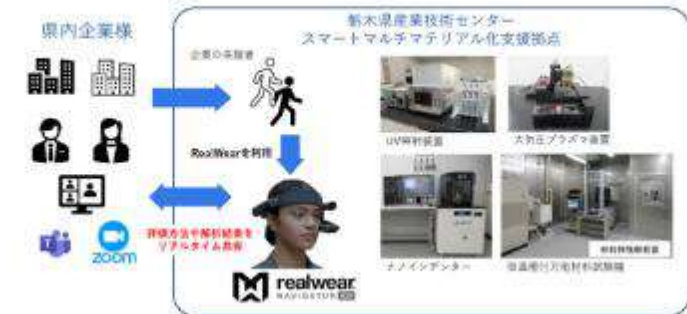 栃木県産業技術センター
スマートマルチマテリアル化支援拠点
県内企業様
企業の来館者
RealWearを利用
評価方法や解析結果を
リアルタイム共有
zoom
realwear
NAVIGATOR
UV照射装置
大気圧プラズマ装置
ナノインデンター
恒温槽付万能材料試験機